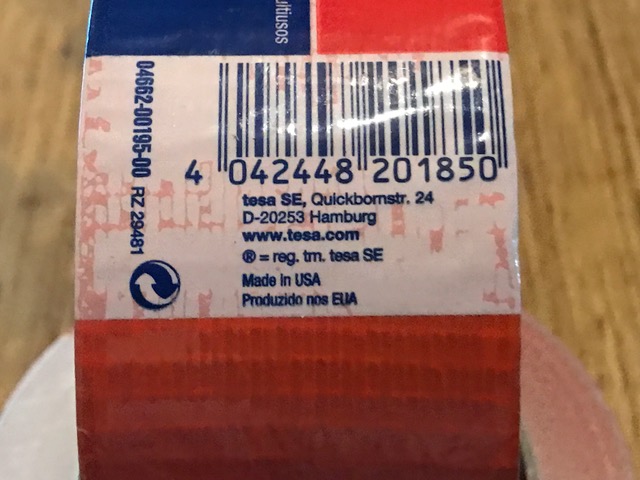 ultiusos
04662-00195-00 RZ 29481
4 042448 201850
tesa SE, Quickbornstr. 24
D-20253 Hamburg
www.tesa.com
® = reg. tm. tesa SE
Made in USA
Produzido nos EUA